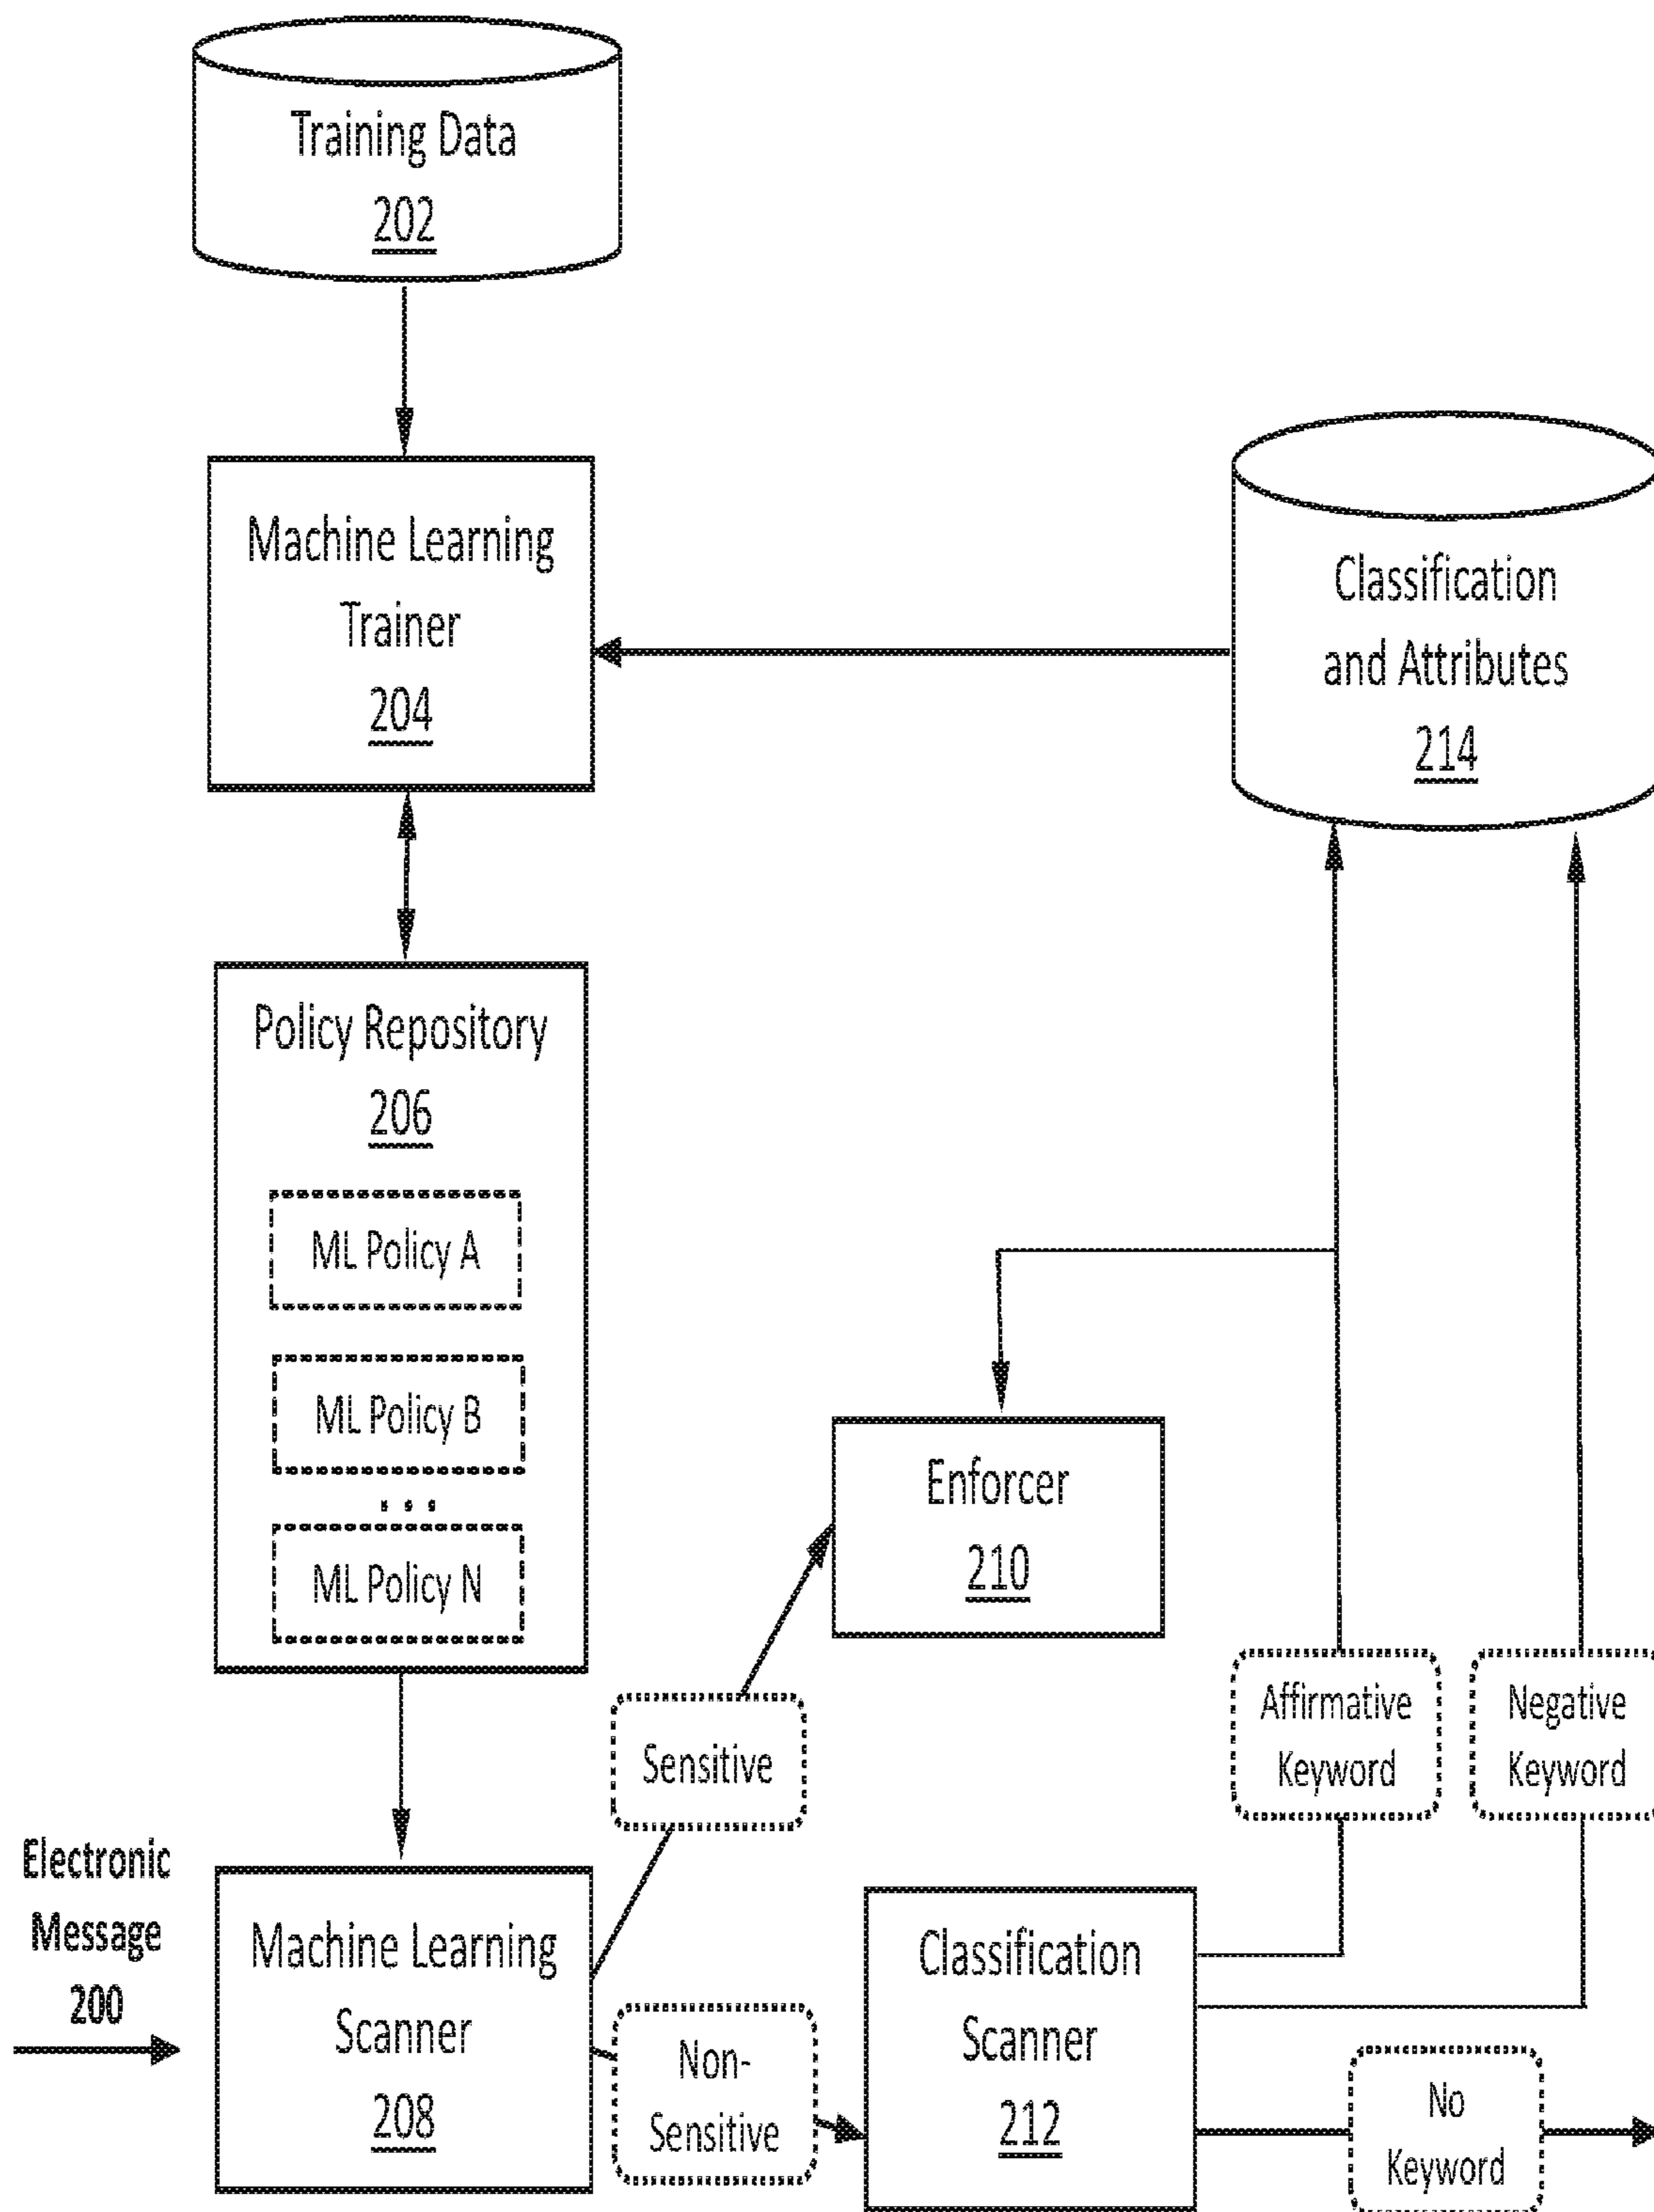 Training Data
202
Machine Learning
Trainer
204
Classification
and Attributes
214
Policy Repository
206
ML Policy A
ML Policy B
...
ML Policy N
Enforcer
210
Sensitive
Affirmative
Keyword
Negative
Keyword
Electronic
Message
200
Machine Learning
Scanner
208
Non-
Sensitive
Classification
Scanner
212
No
Keyword